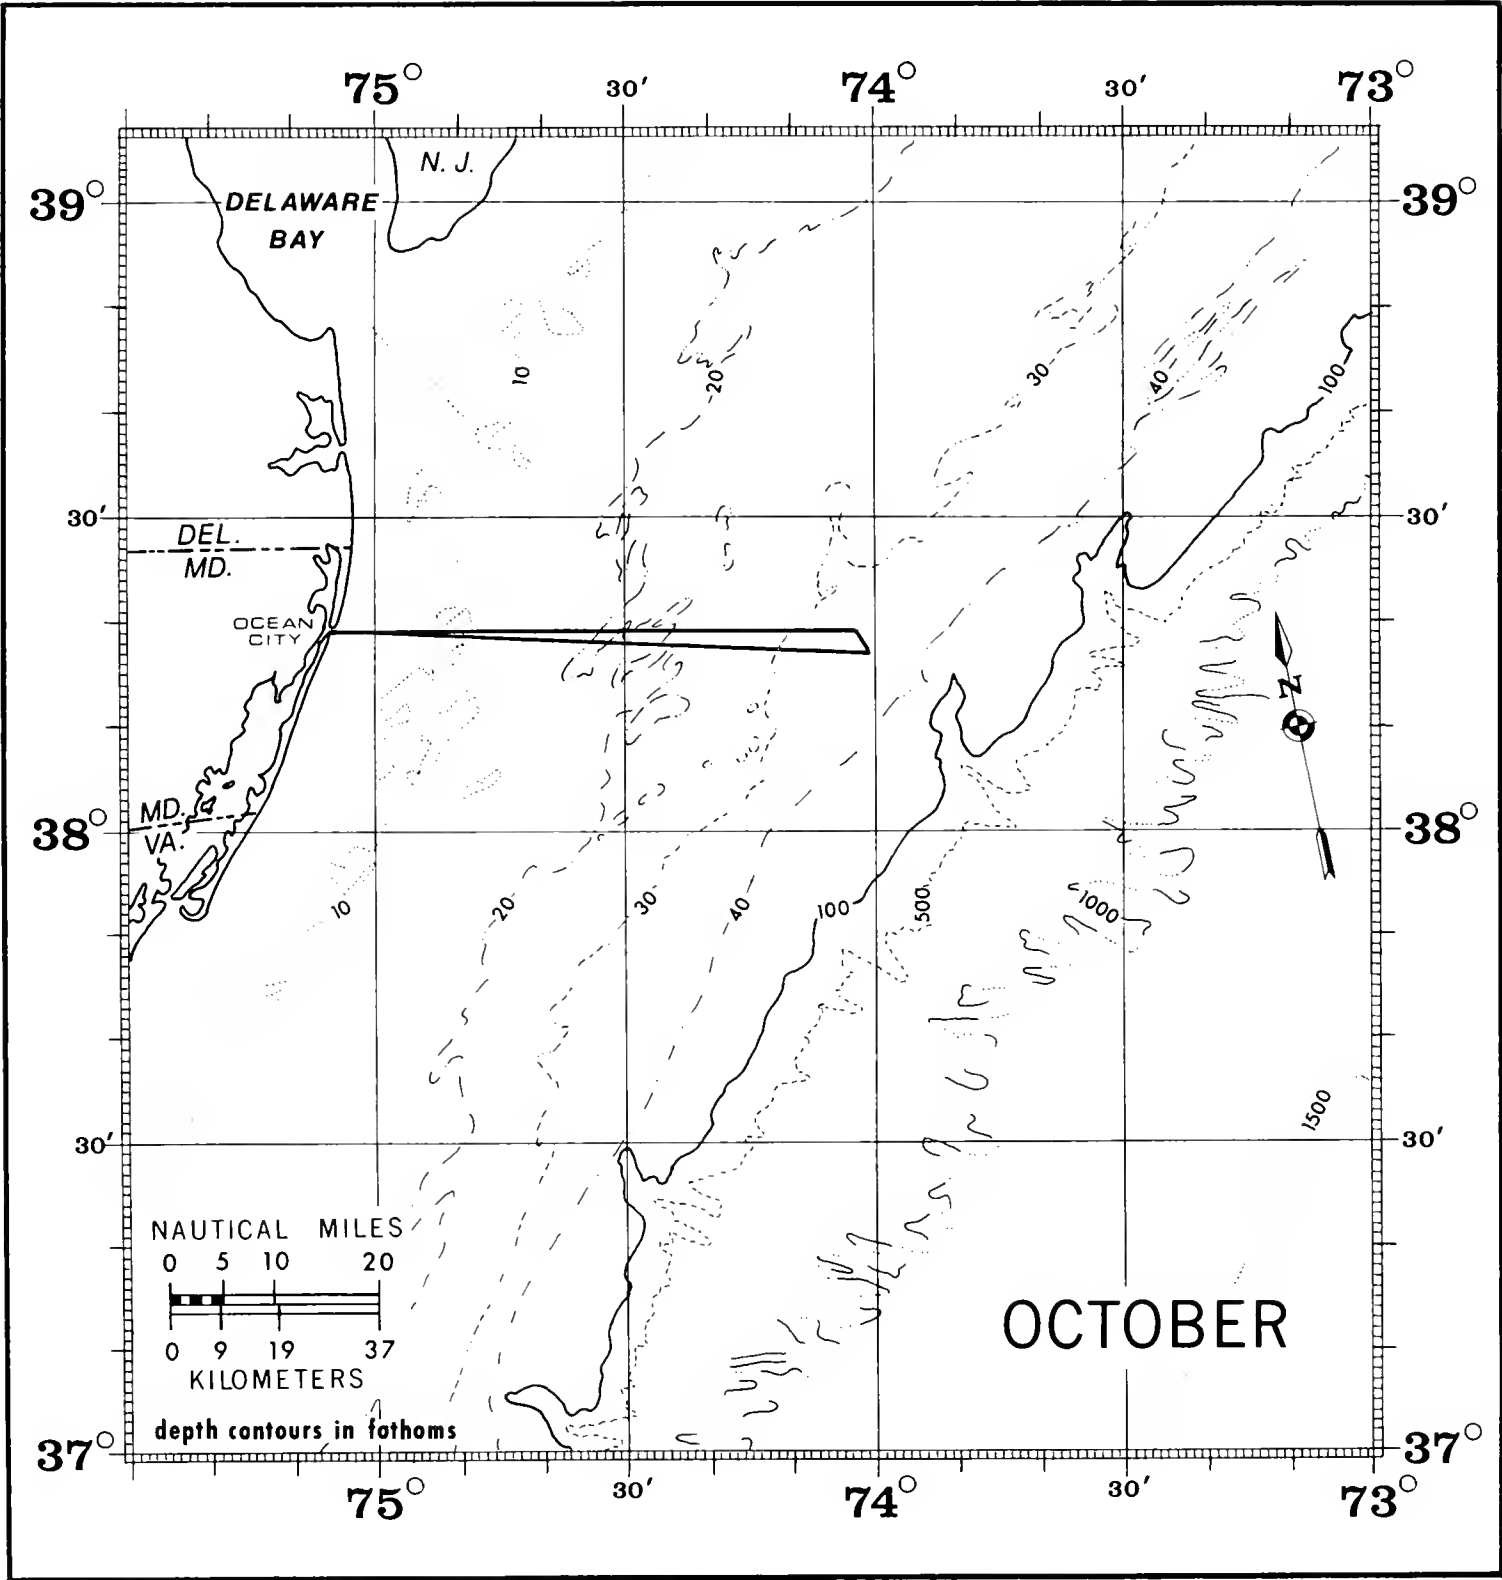 75° 30' 74° 30' 73°
N. J.
39° DELAWARE 39°
BAY
10 20 30 40 100
30' 30'
DEL.
MD.
OCEAN
CITY
N
MD.
38° 38°
VA.
10 20 30 40 100 500 1000
1500
30' 30'
NAUTICAL MILES
0 5 10 20
0 9 19 37
KILOMETERS
OCTOBER
depth contours in fathoms
37° 37°
75° 30' 74° 30' 73°